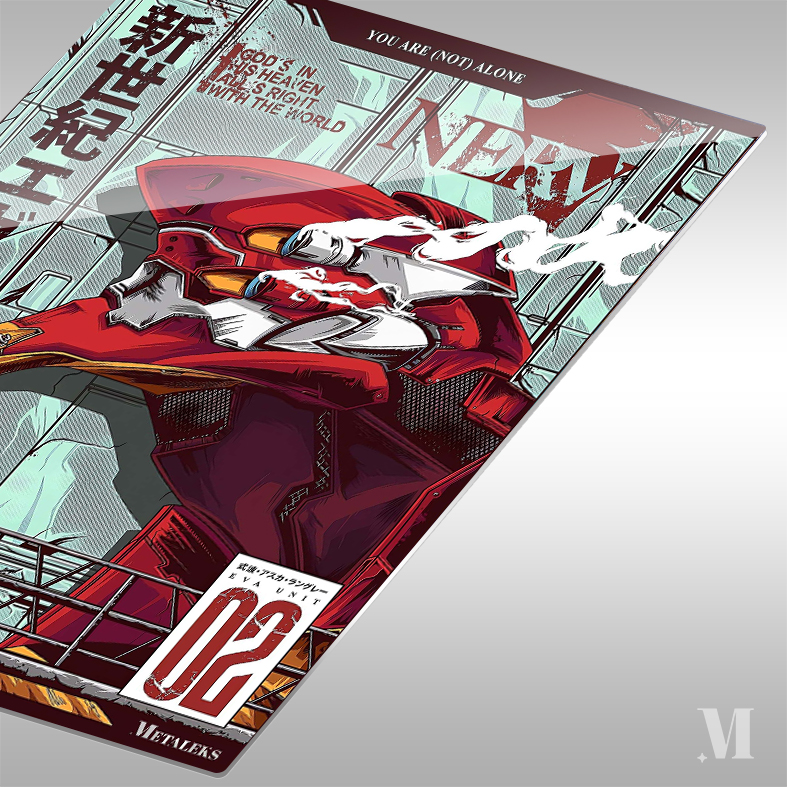 YOU ARE (NOT) ALONE
新世紀エ
GOD'S IN
HIS HEAVEN
ALL'S RIGHT
WITH THE WORLD
NERV
武波・アスカ・ラングレー
EVA UNIT
02
METALEKS
M